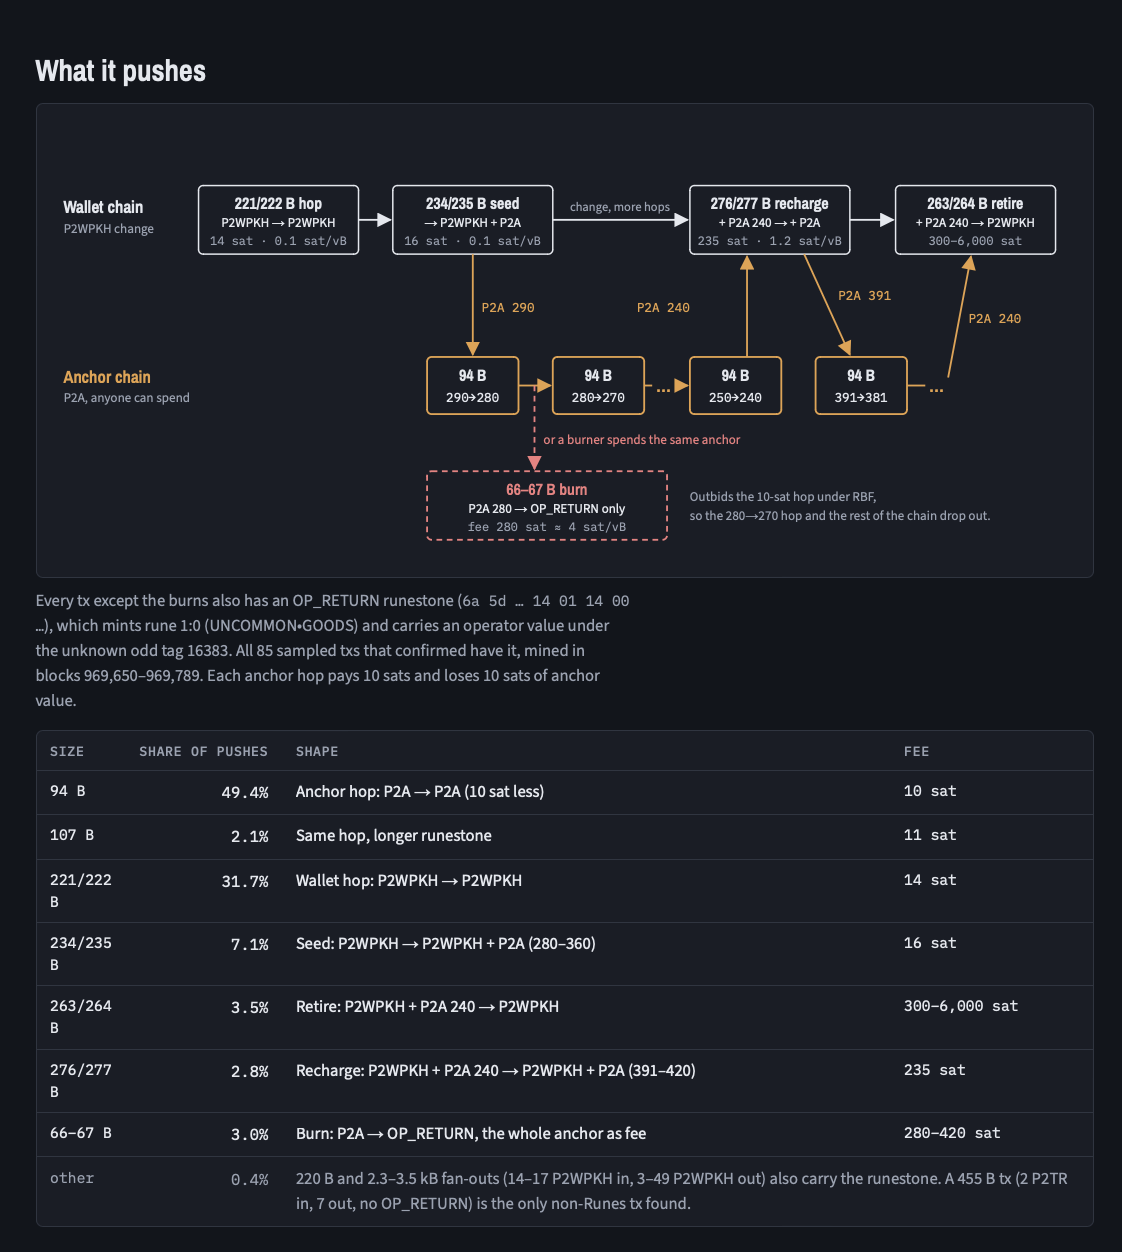 What it pushes
Wallet chain
P2WPKH change
221/222 B hop
P2WPKH → P2WPKH
14 sat · 0.1 sat/vB
234/235 B seed
→ P2WPKH + P2A
16 sat · 0.1 sat/vB
change, more hops
276/277 B recharge
+ P2A 240 → + P2A
235 sat · 1.2 sat/vB
263/264 B retire
+ P2A 240 → P2WPKH
300–6,000 sat
P2A 290
P2A 240
P2A 391
P2A 240
Anchor chain
P2A, anyone can spend
94 B
290→280
94 B
280→270
...
94 B
250→240
94 B
391→381
...
or a burner spends the same anchor
66–67 B burn
P2A 280 → OP_RETURN only
fee 280 sat ≈ 4 sat/vB
Outbids the 10-sat hop under RBF,
so the 280→270 hop and the rest of the chain drop out.
Every tx except the burns also has an OP_RETURN runestone (6a 5d … 14 01 14 00
…), which mints rune 1:0 (UNCOMMON•GOODS) and carries an operator value under
the unknown odd tag 16383. All 85 sampled txs that confirmed have it, mined in
blocks 969,650–969,789. Each anchor hop pays 10 sats and loses 10 sats of anchor
value.
SIZE SHARE OF PUSHES SHAPE FEE
94 B 49.4% Anchor hop: P2A → P2A (10 sat less) 10 sat
107 B 2.1% Same hop, longer runestone 11 sat
221/222 31.7% Wallet hop: P2WPKH → P2WPKH 14 sat
B
234/235 7.1% Seed: P2WPKH → P2WPKH + P2A (280–360) 16 sat
B
263/264 3.5% Retire: P2WPKH + P2A 240 → P2WPKH 300–6,000 sat
B
276/277 2.8% Recharge: P2WPKH + P2A 240 → P2WPKH + P2A (391–420) 235 sat
B
66–67 B 3.0% Burn: P2A → OP_RETURN, the whole anchor as fee 280–420 sat
other 0.4% 220 B and 2.3–3.5 kB fan-outs (14–17 P2WPKH in, 3–49 P2WPKH out) also carry the runestone. A 455 B tx (2 P2TR
in, 7 out, no OP_RETURN) is the only non-Runes tx found.